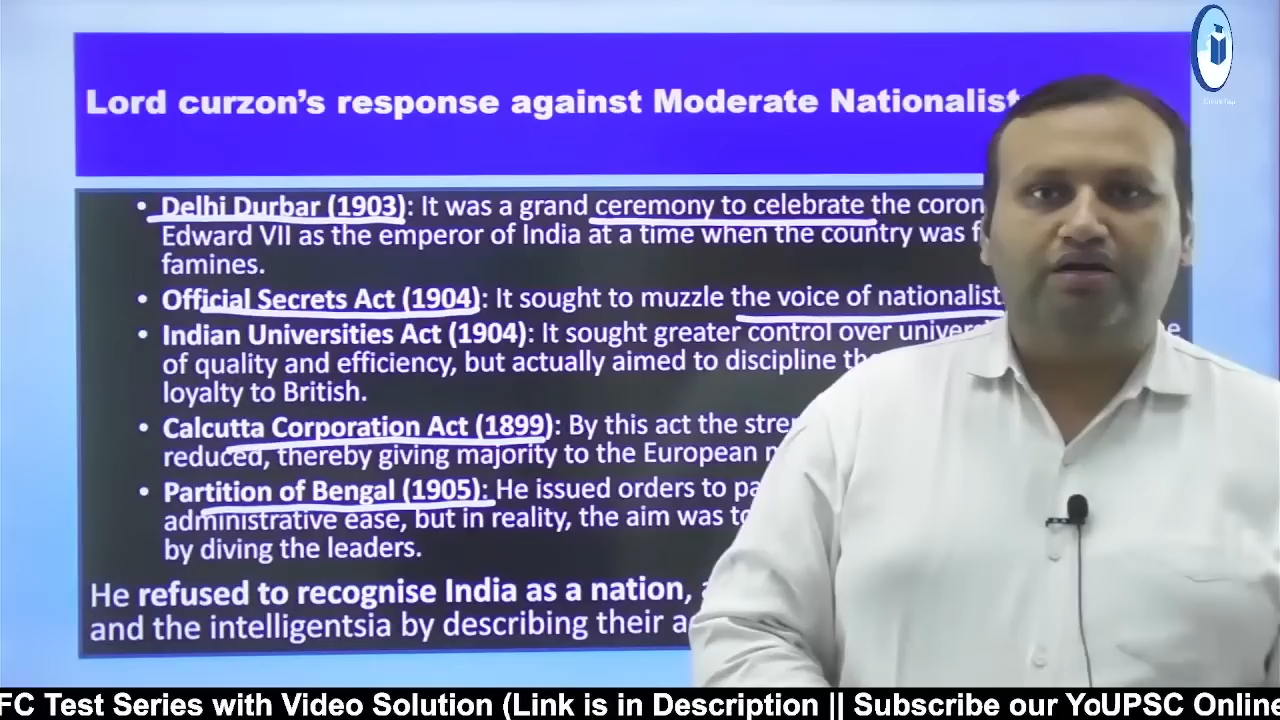 Lord curzon's response against Moderate Nationalist
• Delhi Durbar (1903): It was a grand ceremony to celebrate the coron
Edward VII as the emperor of India at a time when the country was f
famines.
• Official Secrets Act (1904): It sought to muzzle the voice of nationalist
• Indian Universities Act (1904): It sought greater control over univer
of quality and efficiency, but actually aimed to discipline th
loyalty to British.
• Calcutta Corporation Act (1899): By this act the stre
reduced, thereby giving majority to the European
• Partition of Bengal (1905): He issued orders to pa
administrative ease, but in reality, the aim was to
by diving the leaders.
He refused to recognise India as a nation,
and the intelligentsia by describing their a
FC Test Series with Video Solution (Link is in Description || Subscribe our YoUPSC Online